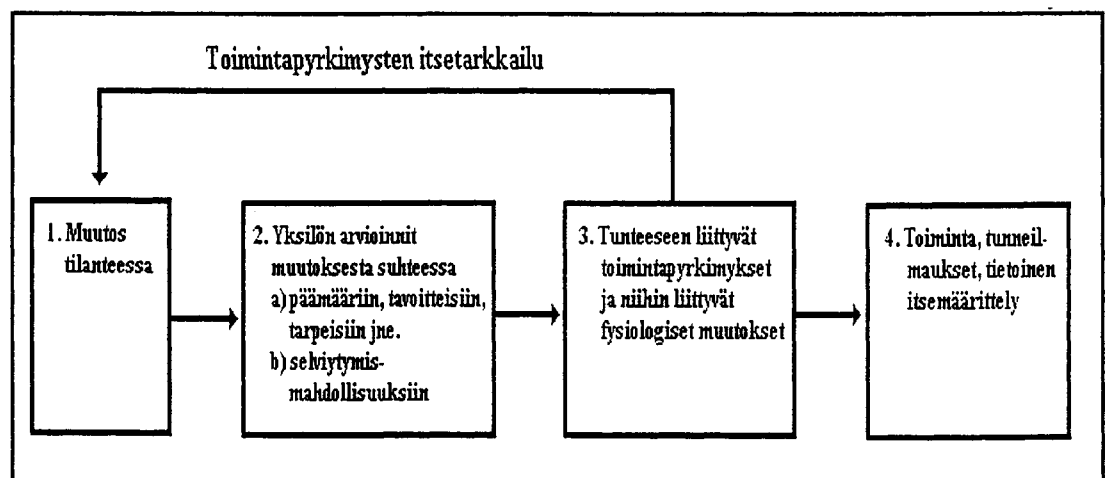 Toimintapyrkimysten itsetarkkailu
1. Muutos
tilanteessa
2. Yksilön arvioinnit
muutoksesta suhteessa
a) päämääriin, tavoitteisiin,
tarpeisiin jne.
b) selviytymis-
mahdollisuuksiin
3. Tunteeseen liittyvät
toimintapyrkimykset
ja niihin liittyvät
fysiologiset muutokset
4. Toiminta, tunneil-
maukset, tietoinen
itsemäärittely